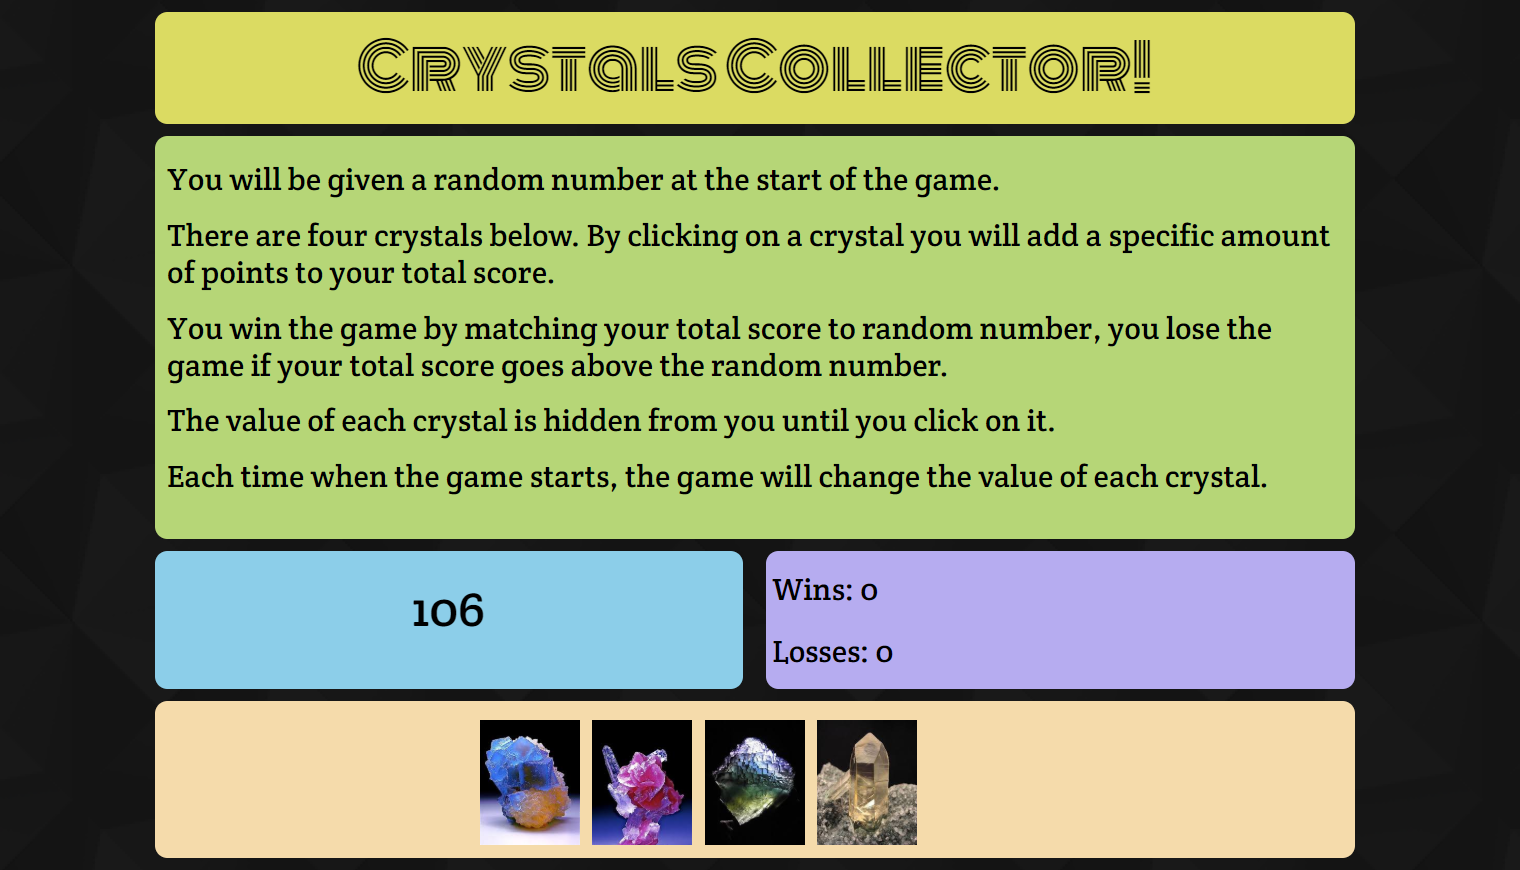 Crystals Collector!
You will be given a random number at the start of the game.
There are four crystals below. By clicking on a crystal you will add a specific amount
of points to your total score.
You win the game by matching your total score to random number, you lose the
game if your total score goes above the random number.
The value of each crystal is hidden from you until you click on it.
Each time when the game starts, the game will change the value of each crystal.
106
Wins: 0
Losses: 0